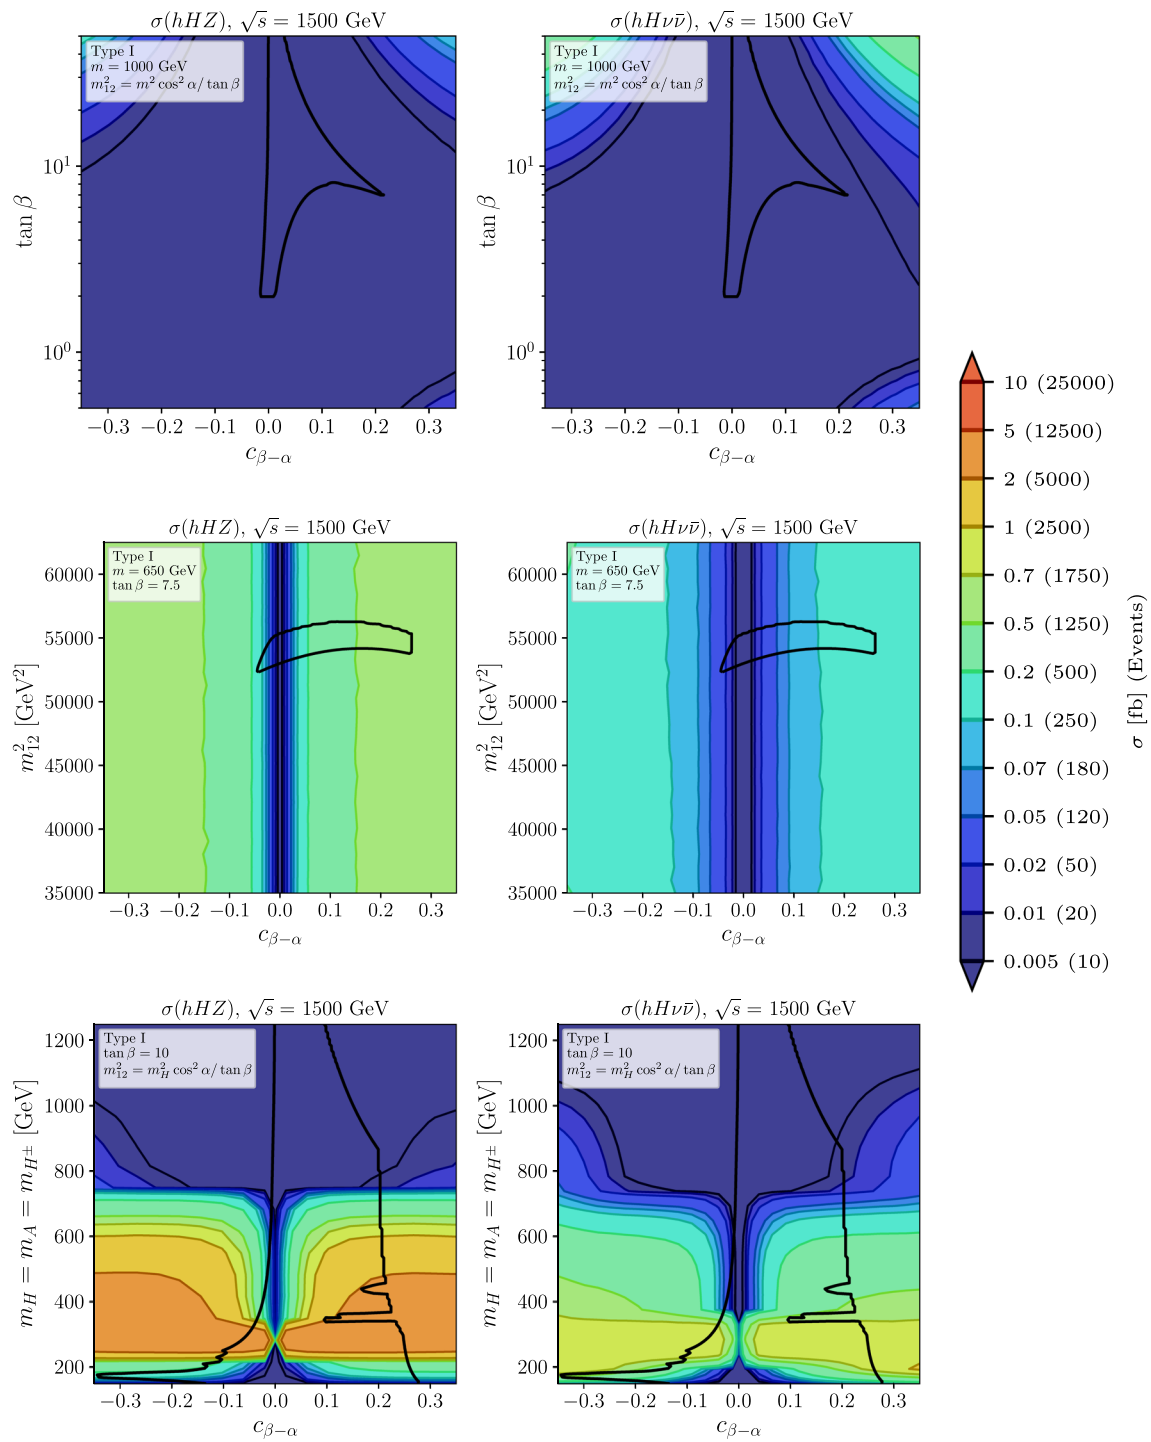 σ(hHZ), √s = 1500 GeV
Type I
m = 1000 GeV
m²₁₂ = m² cos² α/ tan β
10¹
10⁰
tan β
−0.3 −0.2 −0.1 0.0 0.1 0.2 0.3
c_{β−α}
σ(hHνν̄), √s = 1500 GeV
Type I
m = 1000 GeV
m²₁₂ = m² cos² α/ tan β
10¹
10⁰
tan β
−0.3 −0.2 −0.1 0.0 0.1 0.2 0.3
c_{β−α}
σ(hHZ), √s = 1500 GeV
Type I
m = 650 GeV
tan β = 7.5
60000
55000
50000
45000
40000
35000
m²₁₂ [GeV²]
−0.3 −0.2 −0.1 0.0 0.1 0.2 0.3
c_{β−α}
σ(hHνν̄), √s = 1500 GeV
Type I
m = 650 GeV
tan β = 7.5
60000
55000
50000
45000
40000
35000
m²₁₂ [GeV²]
−0.3 −0.2 −0.1 0.0 0.1 0.2 0.3
c_{β−α}
σ(hHZ), √s = 1500 GeV
Type I
tan β = 10
m²₁₂ = m²_H cos² α/ tan β
1200
1000
800
600
400
200
m_H = m_A = m_{H±} [GeV]
−0.3 −0.2 −0.1 0.0 0.1 0.2 0.3
c_{β−α}
σ(hHνν̄), √s = 1500 GeV
Type I
tan β = 10
m²₁₂ = m²_H cos² α/ tan β
1200
1000
800
600
400
200
m_H = m_A = m_{H±} [GeV]
−0.3 −0.2 −0.1 0.0 0.1 0.2 0.3
c_{β−α}
10 (25000)
5 (12500)
2 (5000)
1 (2500)
0.7 (1750)
0.5 (1250)
0.2 (500)
0.1 (250)
0.07 (180)
0.05 (120)
0.02 (50)
0.01 (20)
0.005 (10)
σ [fb] (Events)